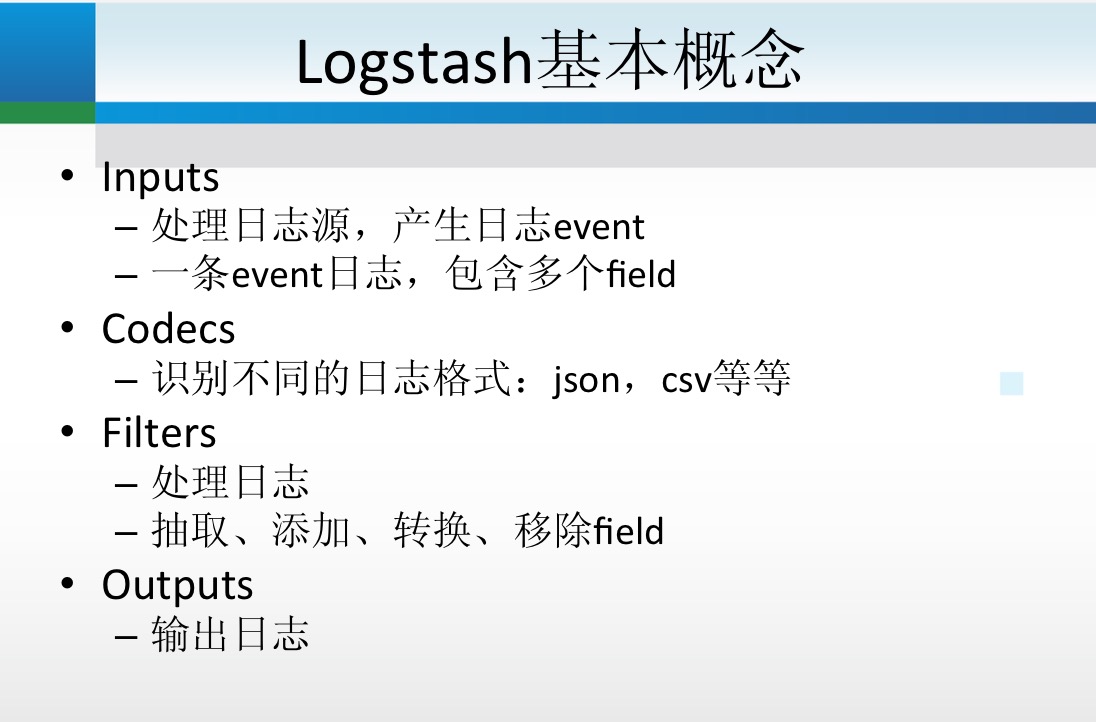 Logstash基本概念
• Inputs
– 处理日志源，产生日志event
– 一条event日志，包含多个field
• Codecs
– 识别不同的日志格式：json，csv等等
• Filters
– 处理日志
– 抽取、添加、转换、移除field
• Outputs
– 输出日志